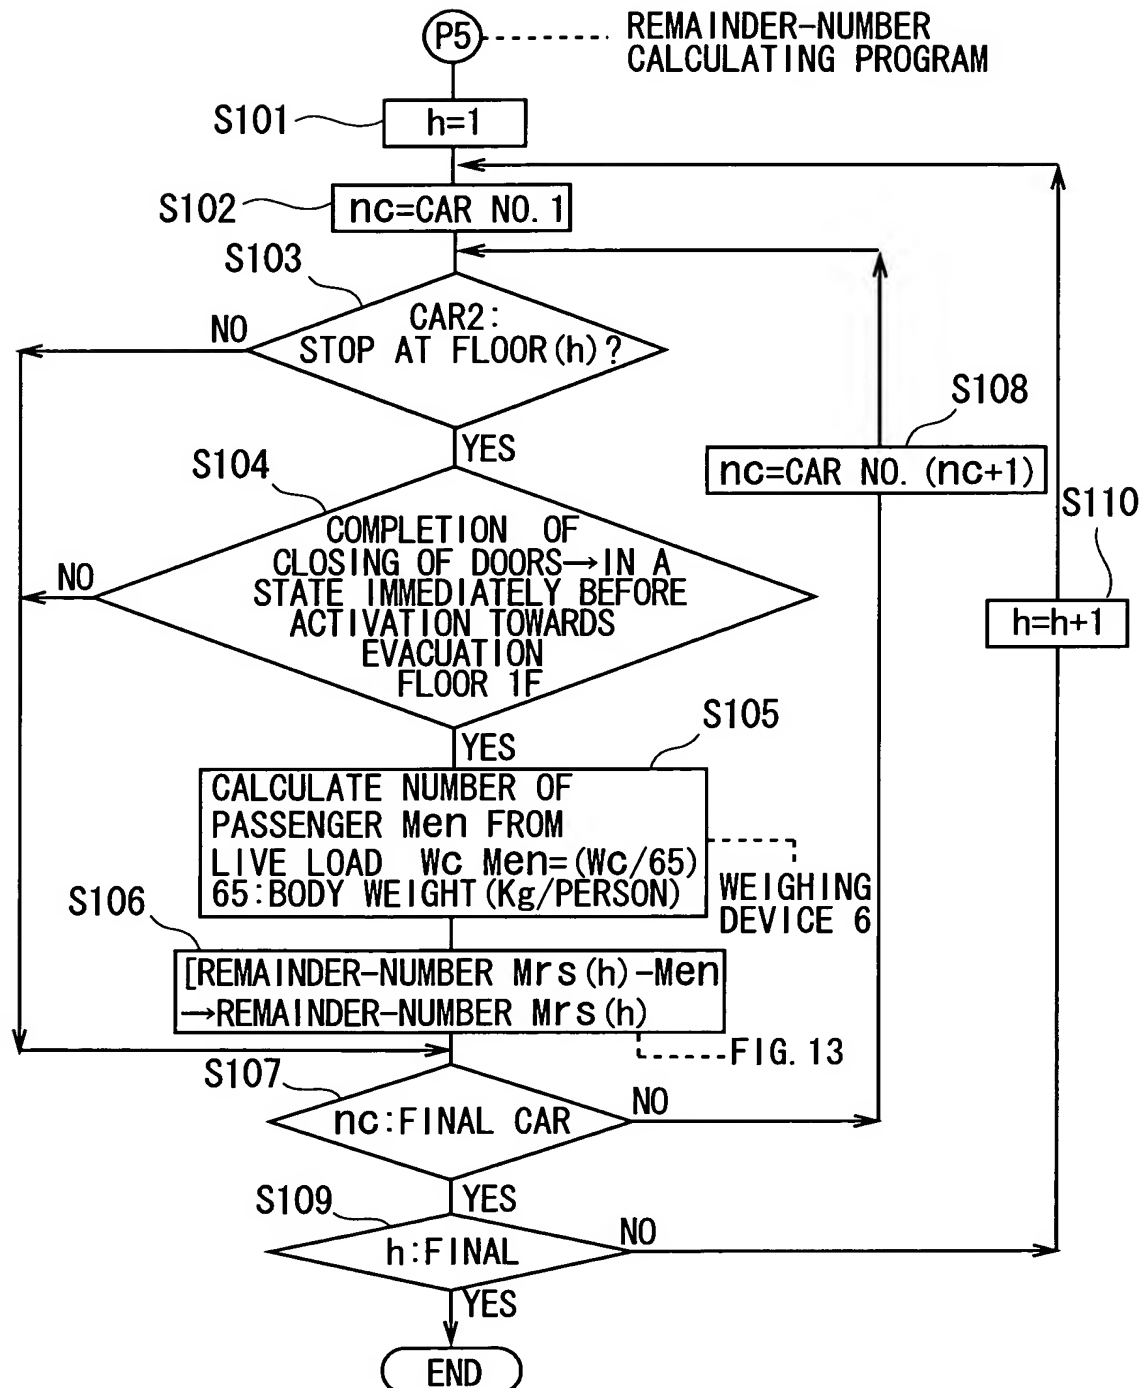 P5
REMAINDER-NUMBER
CALCULATING PROGRAM
S101
h=1
S102
nc=CAR NO.1
S103
CAR2:
STOP AT FLOOR(h)?
NO
YES
S108
nc=CAR NO.(nc+1)
S104
COMPLETION OF
CLOSING OF DOORS→IN A
STATE IMMEDIATELY BEFORE
ACTIVATION TOWARDS
EVACUATION
FLOOR 1F
NO
YES
S110
h=h+1
S105
CALCULATE NUMBER OF
PASSENGER Men FROM
LIVE LOAD Wc Men=(Wc/65)
65:BODY WEIGHT(Kg/PERSON)
WEIGHING
DEVICE 6
S106
[REMAINDER-NUMBER Mrs(h)-Men
→REMAINDER-NUMBER Mrs(h)
FIG.13
S107
nc:FINAL CAR
NO
YES
S109
h:FINAL
NO
YES
END